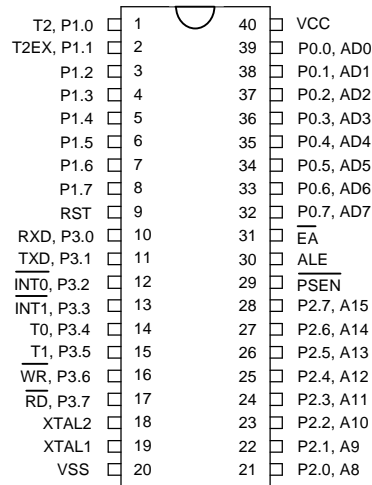 T2, P1.0 1 40 VCC
T2EX, P1.1 2 39 P0.0, AD0
P1.2 3 38 P0.1, AD1
P1.3 4 37 P0.2, AD2
P1.4 5 36 P0.3, AD3
P1.5 6 35 P0.4, AD4
P1.6 7 34 P0.5, AD5
P1.7 8 33 P0.6, AD6
RST 9 32 P0.7, AD7
RXD, P3.0 10 31 E̅A̅
TXD, P3.1 11 30 ALE
I̅N̅T̅0̅, P3.2 12 29 P̅S̅E̅N̅
I̅N̅T̅1̅, P3.3 13 28 P2.7, A15
T0, P3.4 14 27 P2.6, A14
T1, P3.5 15 26 P2.5, A13
W̅R̅, P3.6 16 25 P2.4, A12
R̅D̅, P3.7 17 24 P2.3, A11
XTAL2 18 23 P2.2, A10
XTAL1 19 22 P2.1, A9
VSS 20 21 P2.0, A8